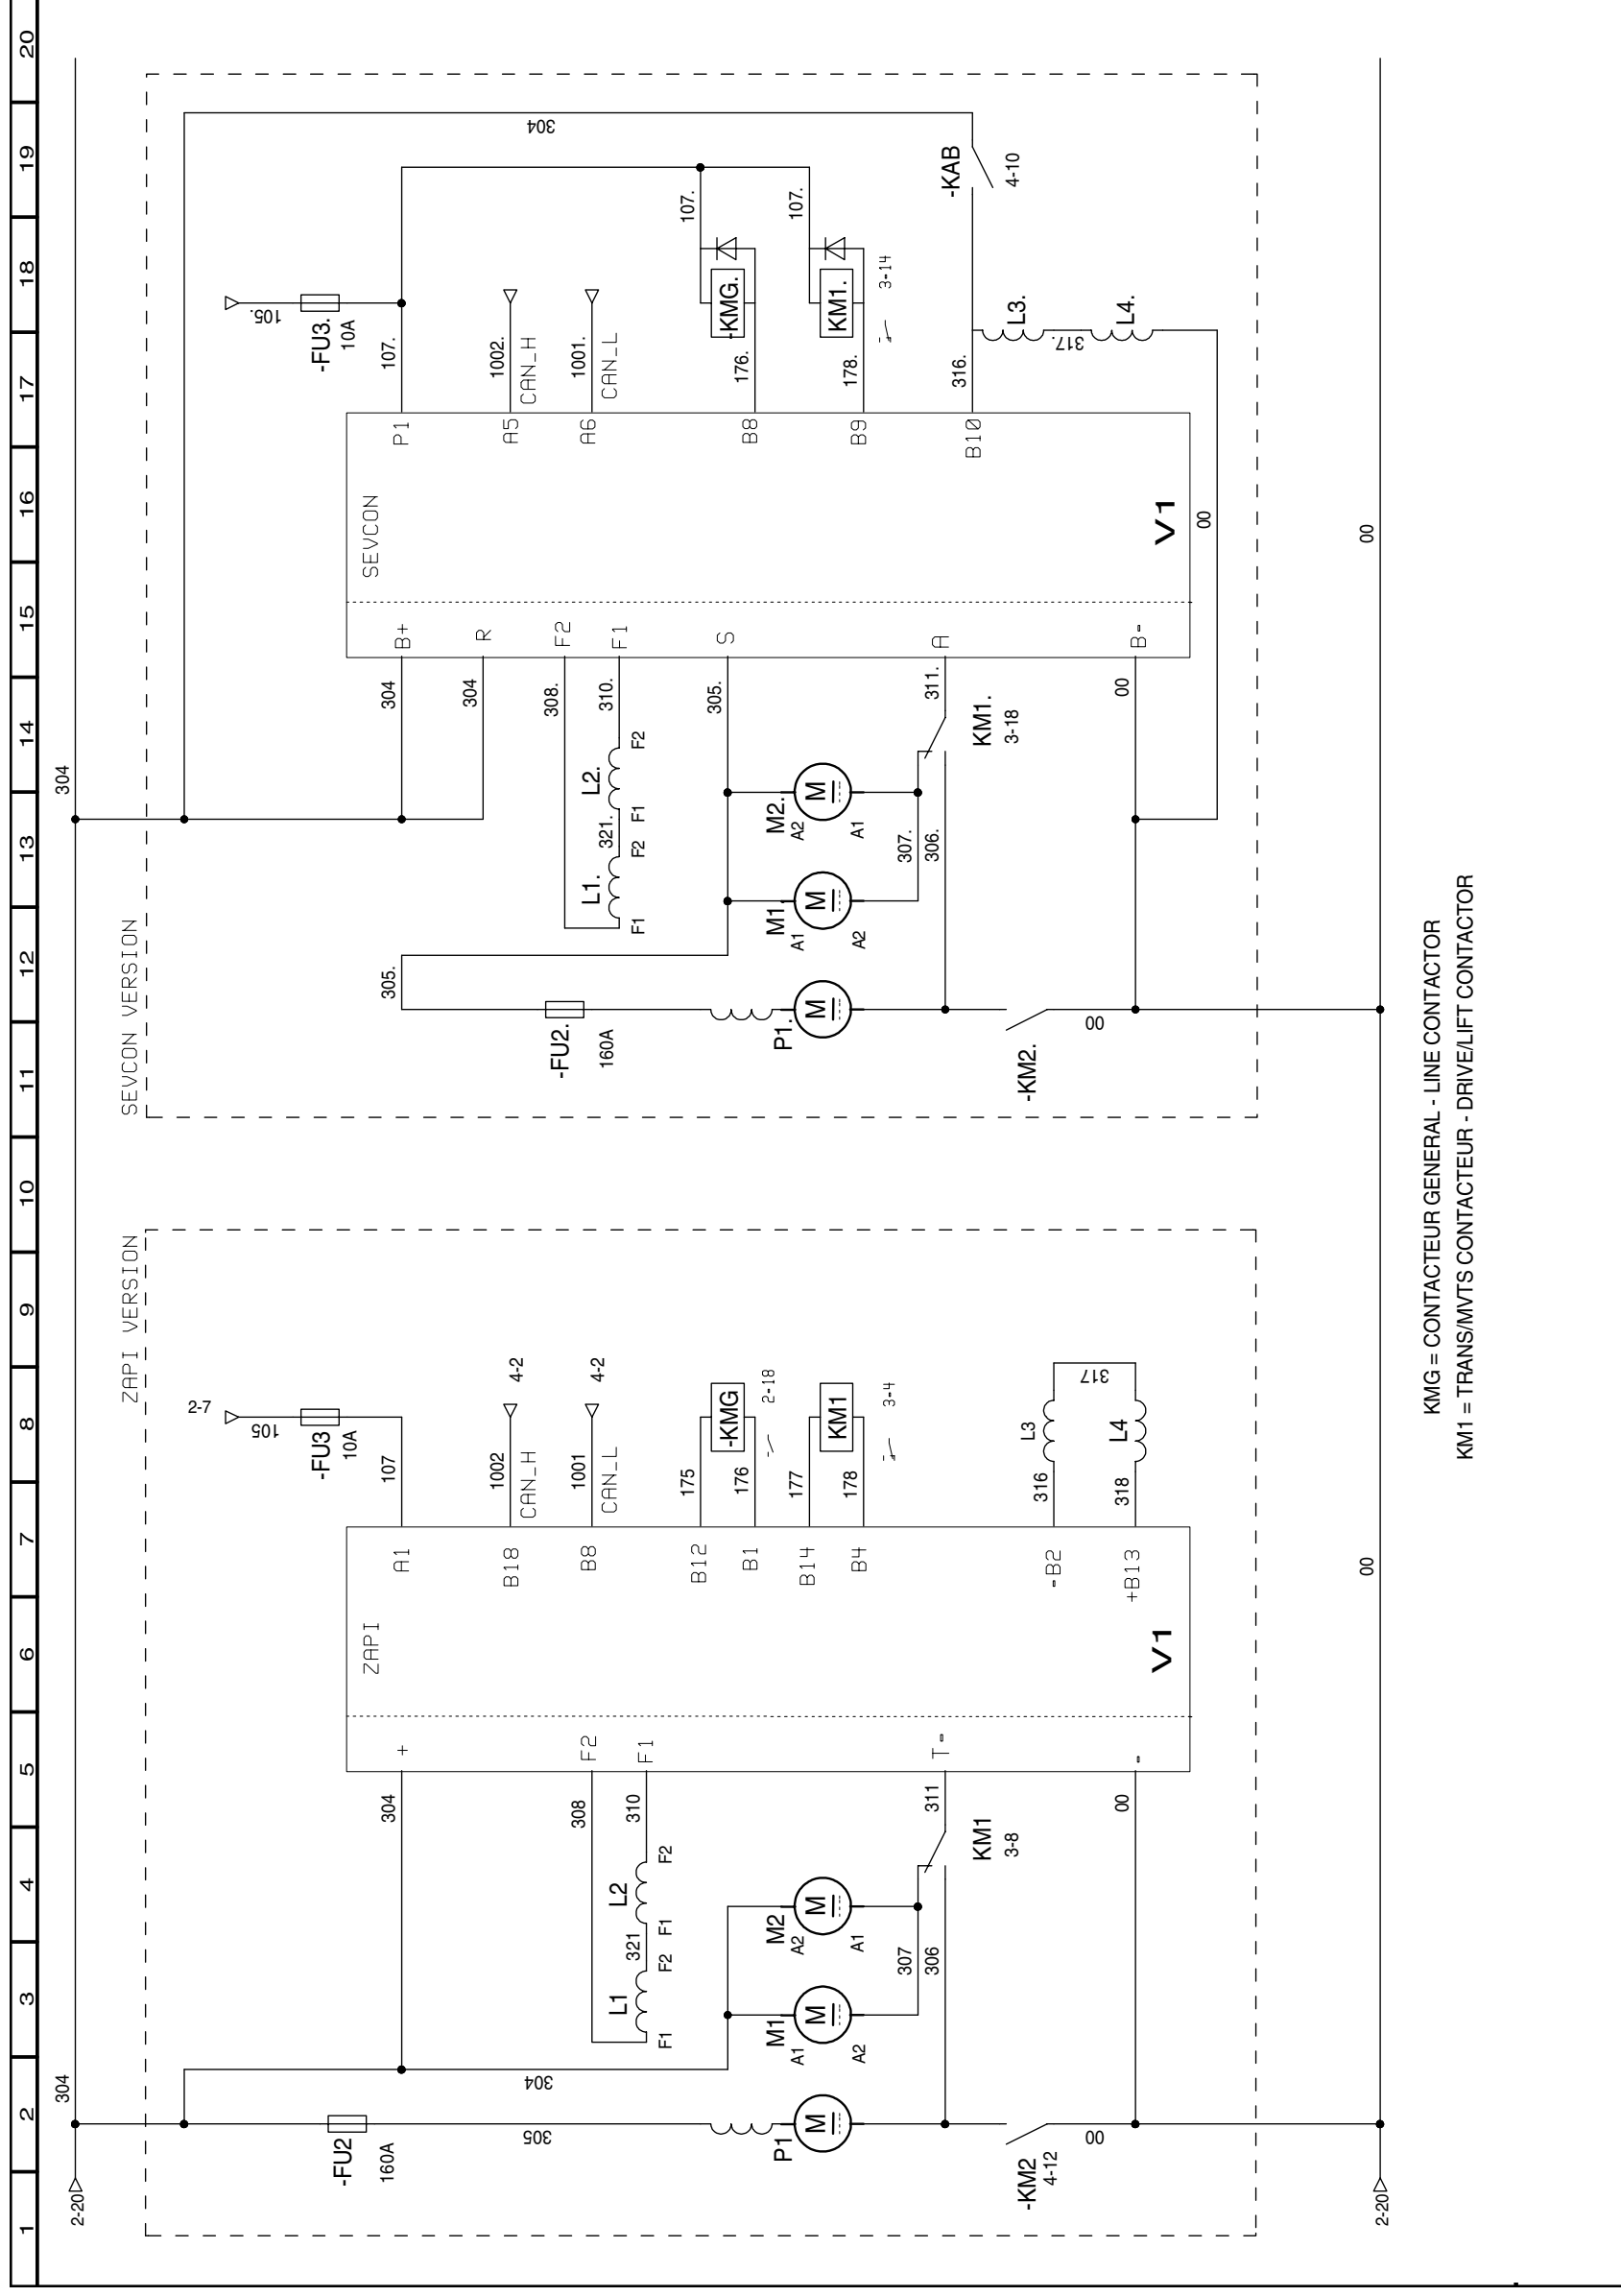 1 2 3 4 5 6 7 8 9 10 11 12 13 14 15 16 17 18 19 20
2-20
304
304
ZAPI VERSION
SEVCON VERSION
2-7
105
-FU3
10A
107
A1
1002
CAN_H
B18
4-2
1001
CAN_L
B8
4-2
175
B12
-KMG
176
B1
2-18
177
B14
KM1
178
B4
3-4
L3
316
-B2
317
L4
318
+B13
ZAPI
V1
+
304
F2
308
F1
310
L1
F1
F2
321
L2
F1
F2
T-
311
KM1
3-8
-
00
M1
A1
A2
M2
A2
A1
307
306
304
-FU2
160A
305
P1
-KM2
4-12
00
2-20
00
105.
-FU3.
10A
107.
P1
304
1002.
CAN_H
A5
1001.
CAN_L
A6
107.
-KMG.
176.
B8
107.
KM1.
178.
B9
3-14
-KAB
4-10
316.
B10
L3.
317.
L4.
00
SEVCON
V1
B+
304
R
304
F2
308.
F1
310.
L1.
F1
F2
321.
L2.
F1
F2
S
305.
A
311.
KM1.
3-18
B-
00
M1.
A1
A2
M2.
A2
A1
307.
306.
305.
-FU2.
160A
P1.
-KM2.
00
00
KMG = CONTACTEUR GENERAL - LINE CONTACTOR
KM1 = TRANS/MVTS CONTACTEUR - DRIVE/LIFT CONTACTOR